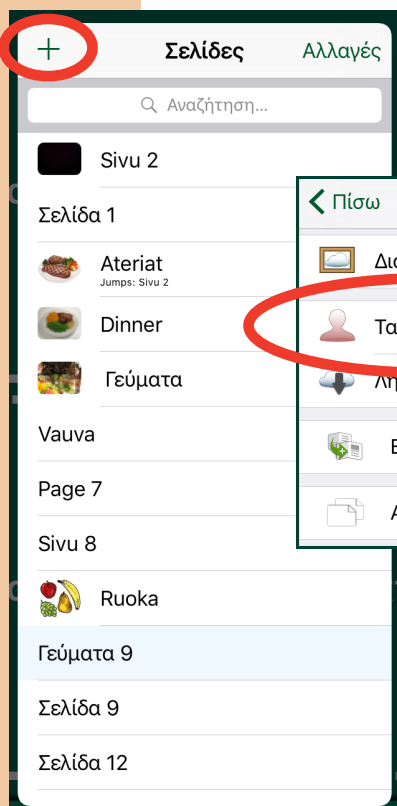 Σελίδες
Αλλαγές
Αναζήτηση...
Sivu 2
Σελίδα 1
Ateriat
Jumps: Sivu 2
Dinner
Γεύματα
Vauva
Page 7
Sivu 8
Ruoka
Γεύματα 9
Σελίδα 9
Σελίδα 12
Πίσω